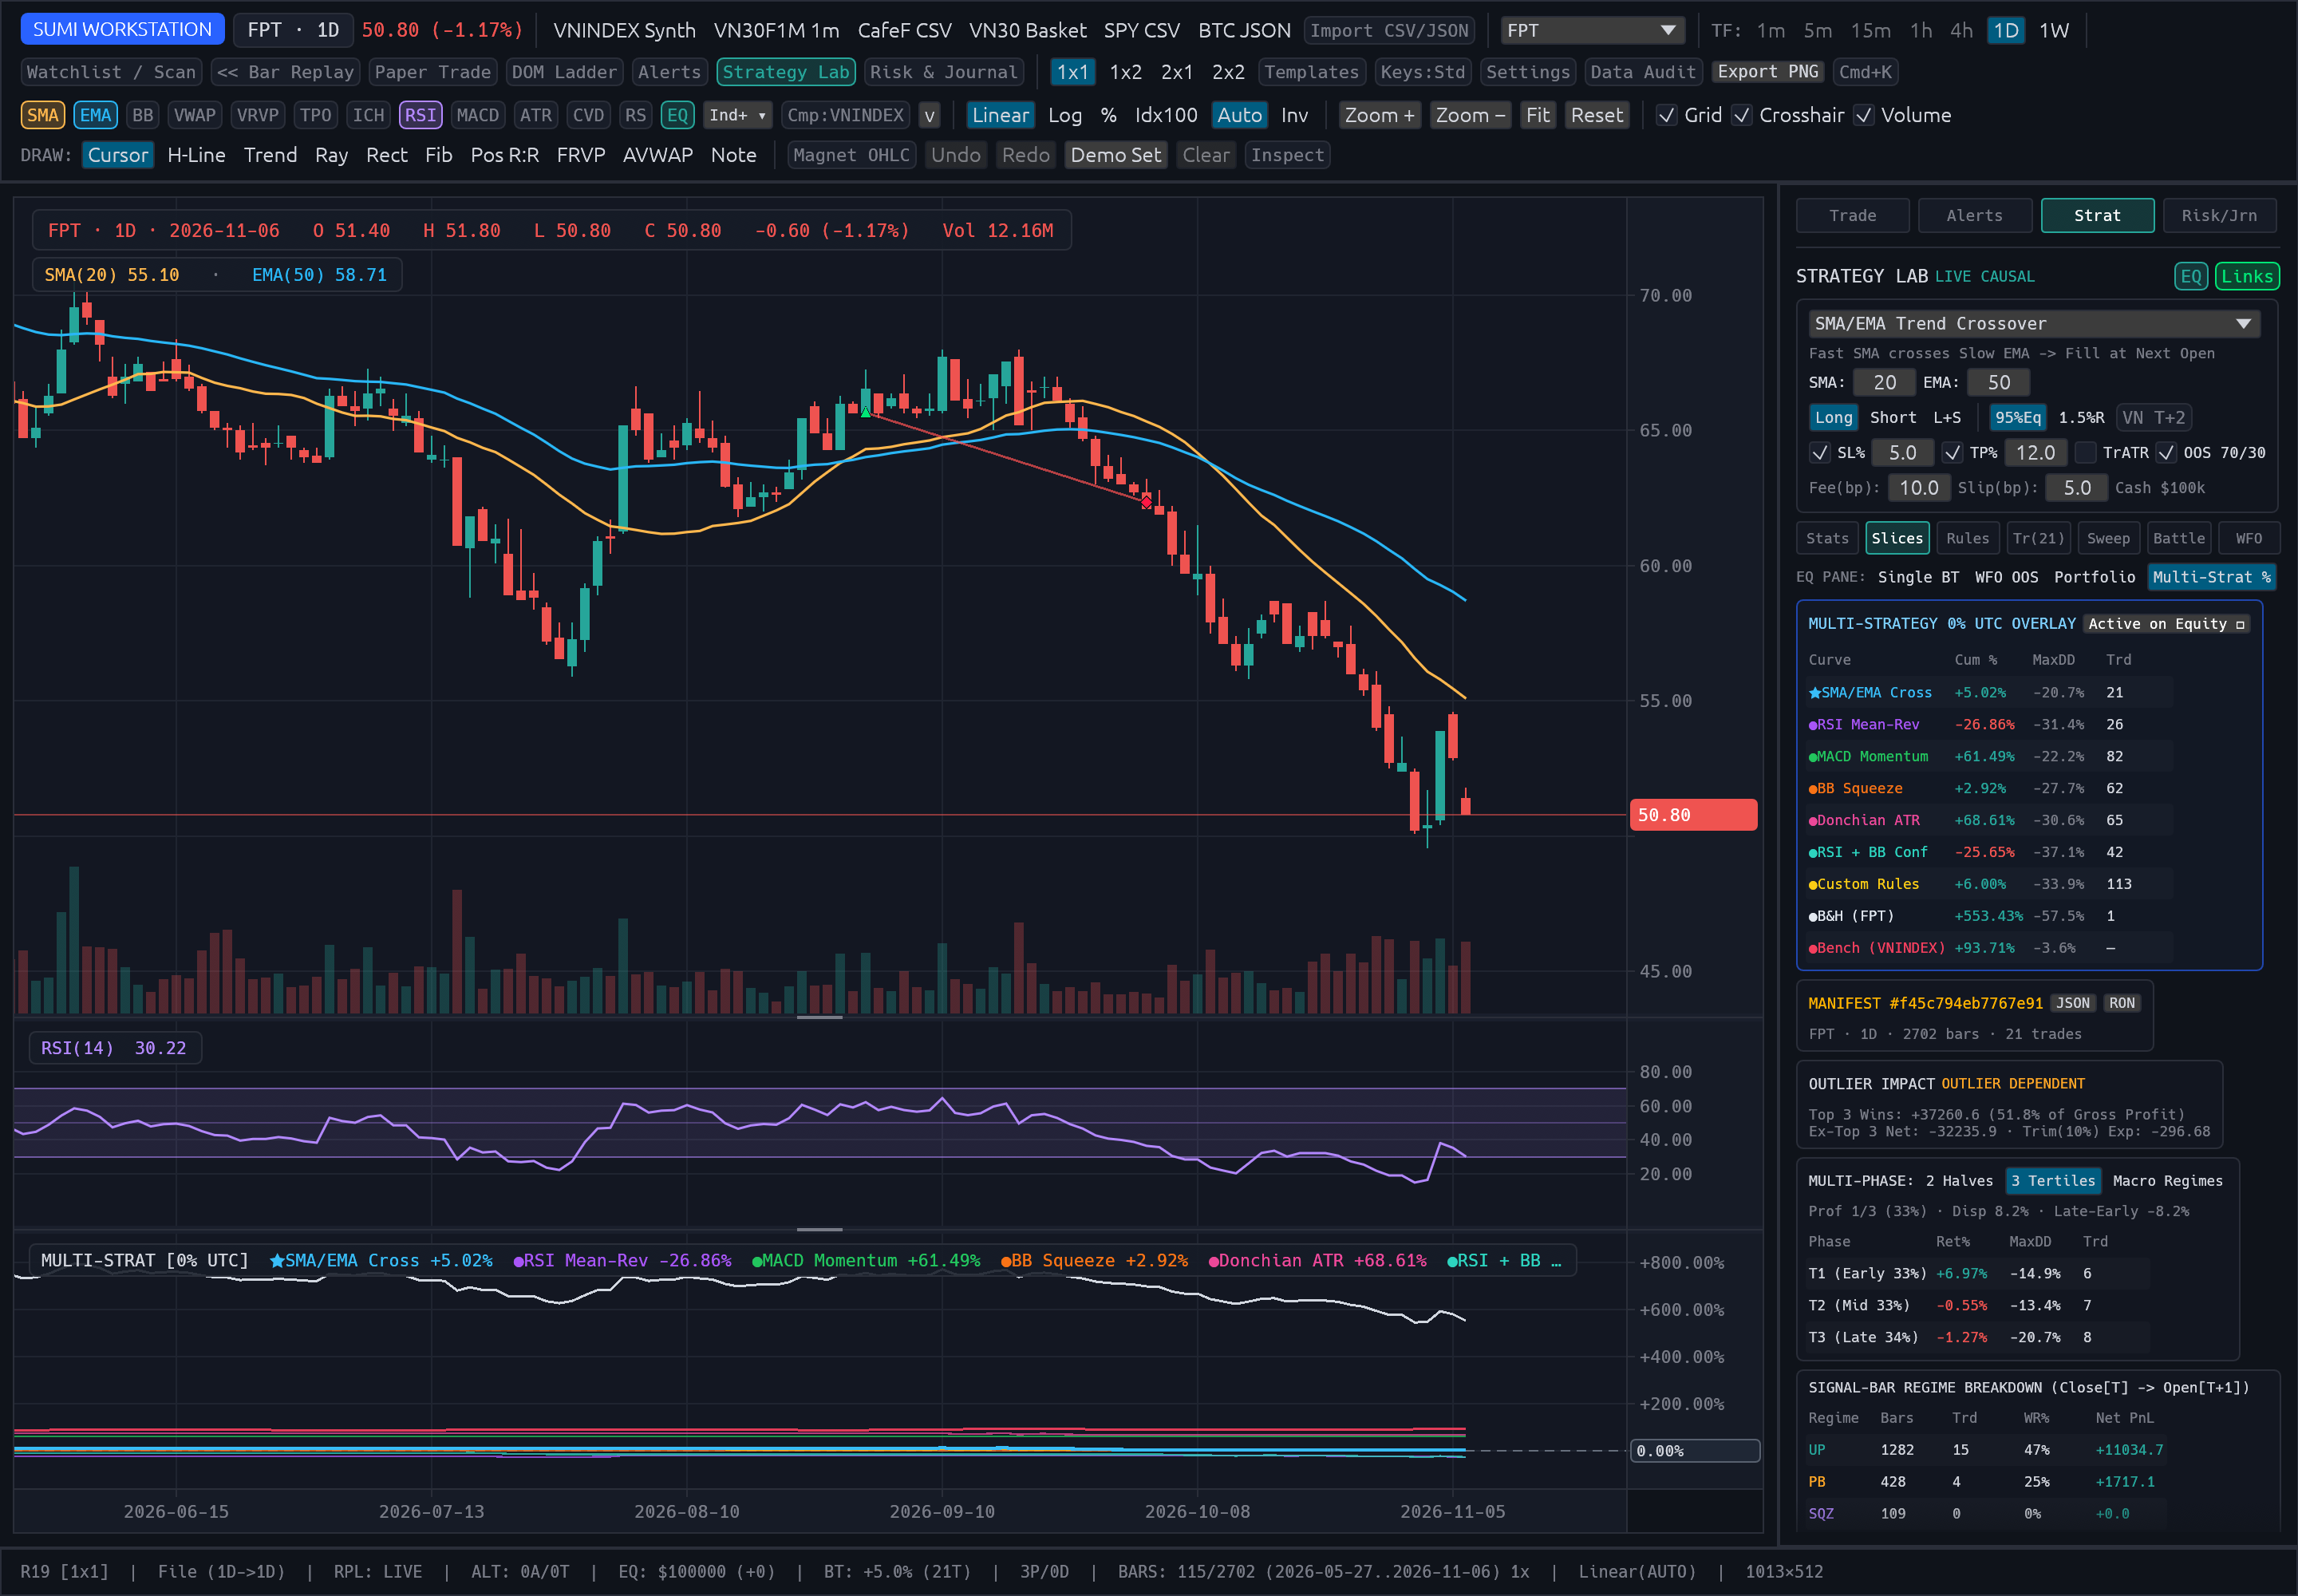 SUMI WORKSTATION FPT · 1D 50.80 (-1.17%) VNINDEX Synth VN30F1M 1m CafeF CSV VN30 Basket SPY CSV BTC JSON Import CSV/JSON FPT TF: 1m 5m 15m 1h 4h 1D 1W
Watchlist / Scan << Bar Replay Paper Trade DOM Ladder Alerts Strategy Lab Risk & Journal 1x1 1x2 2x1 2x2 Templates Keys:Std Settings Data Audit Export PNG Cmd+K
SMA EMA BB VWAP VRVP TPO ICH RSI MACD ATR CVD RS EQ Ind+ ▾ Cmp:VNINDEX v Linear Log % Idx100 Auto Inv Zoom + Zoom − Fit Reset Grid Crosshair Volume
DRAW: Cursor H-Line Trend Ray Rect Fib Pos R:R FRVP AVWAP Note Magnet OHLC Undo Redo Demo Set Clear Inspect
FPT · 1D · 2026-11-06 O 51.40 H 51.80 L 50.80 C 50.80 -0.60 (-1.17%) Vol 12.16M
SMA(20) 55.10 · EMA(50) 58.71
70.00
65.00
60.00
55.00
50.80
45.00
RSI(14) 30.22
80.00
60.00
40.00
20.00
MULTI-STRAT [0% UTC] ★SMA/EMA Cross +5.02% ●RSI Mean-Rev -26.86% ●MACD Momentum +61.49% ●BB Squeeze +2.92% ●Donchian ATR +68.61% ●RSI + BB …
+800.00%
+600.00%
+400.00%
+200.00%
0.00%
2026-06-15 2026-07-13 2026-08-10 2026-09-10 2026-10-08 2026-11-05
Trade Alerts Strat Risk/Jrn
STRATEGY LAB LIVE CAUSAL EQ Links
SMA/EMA Trend Crossover
Fast SMA crosses Slow EMA -> Fill at Next Open
SMA: 20 EMA: 50
Long Short L+S 95%Eq 1.5%R VN T+2
SL% 5.0 TP% 12.0 TrATR OOS 70/30
Fee(bp): 10.0 Slip(bp): 5.0 Cash $100k
Stats Slices Rules Tr(21) Sweep Battle WFO
EQ PANE: Single BT WFO OOS Portfolio Multi-Strat %
MULTI-STRATEGY 0% UTC OVERLAY Active on Equity □
Curve Cum % MaxDD Trd
★SMA/EMA Cross +5.02% -20.7% 21
●RSI Mean-Rev -26.86% -31.4% 26
●MACD Momentum +61.49% -22.2% 82
●BB Squeeze +2.92% -27.7% 62
●Donchian ATR +68.61% -30.6% 65
●RSI + BB Conf -25.65% -37.1% 42
●Custom Rules +6.00% -33.9% 113
●B&H (FPT) +553.43% -57.5% 1
●Bench (VNINDEX) +93.71% -3.6% —
MANIFEST #f45c794eb7767e91 JSON RON
FPT · 1D · 2702 bars · 21 trades
OUTLIER IMPACT OUTLIER DEPENDENT
Top 3 Wins: +37260.6 (51.8% of Gross Profit)
Ex-Top 3 Net: -32235.9 · Trim(10%) Exp: -296.68
MULTI-PHASE: 2 Halves 3 Tertiles Macro Regimes
Prof 1/3 (33%) · Disp 8.2% · Late-Early -8.2%
Phase Ret% MaxDD Trd
T1 (Early 33%) +6.97% -14.9% 6
T2 (Mid 33%) -0.55% -13.4% 7
T3 (Late 34%) -1.27% -20.7% 8
SIGNAL-BAR REGIME BREAKDOWN (Close[T] -> Open[T+1])
Regime Bars Trd WR% Net PnL
UP 1282 15 47% +11034.7
PB 428 4 25% +1717.1
SQZ 109 0 0% +0.0
R19 [1x1] | File (1D->1D) | RPL: LIVE | ALT: 0A/0T | EQ: $100000 (+0) | BT: +5.0% (21T) | 3P/0D | BARS: 115/2702 (2026-05-27..2026-11-06) 1x | Linear(AUTO) | 1013×512